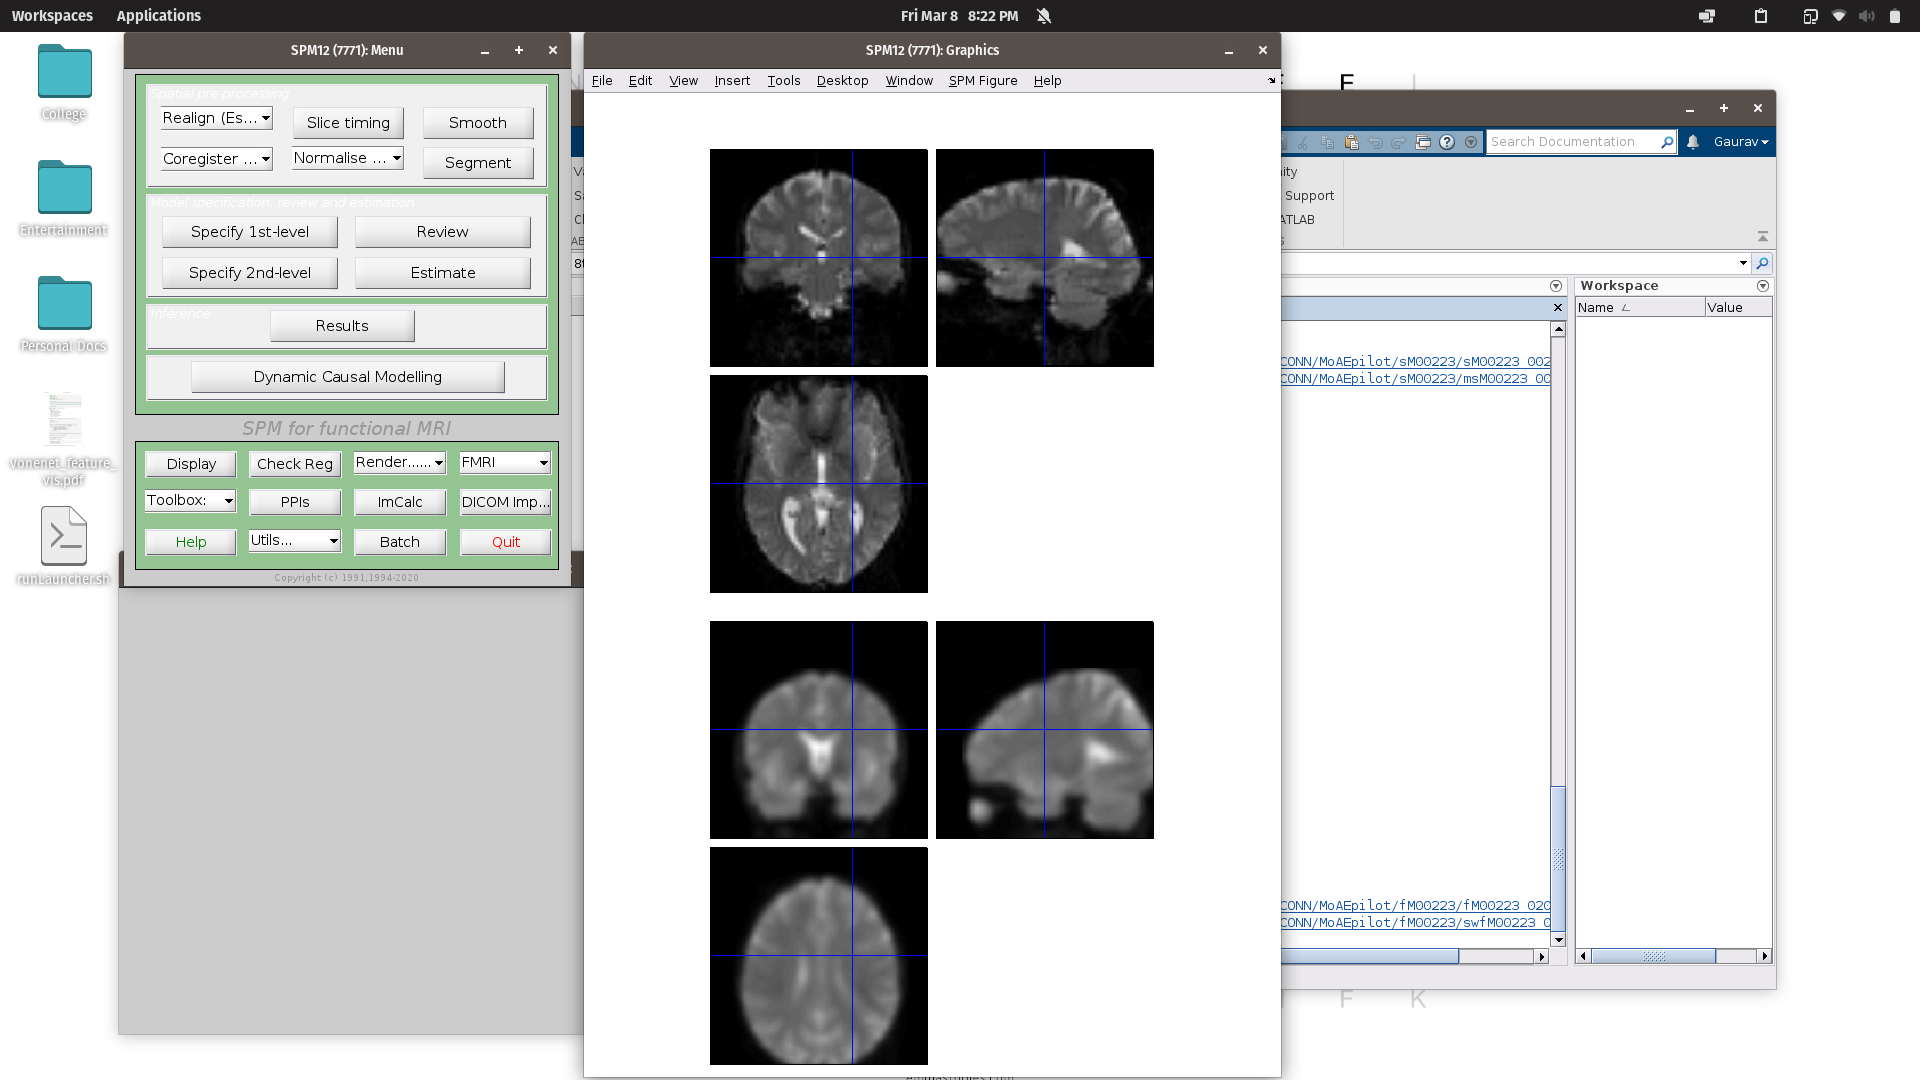 Workspaces Applications
Fri Mar 8 8:22 PM
College
Entertainment
Personal Docs
vonenet_feature_
vis.pdf
runLauncher.sh
SPM12 (7771): Menu
Spatial pre-processing
Realign (Es... Slice timing Smooth
Coregister ... Normalise ... Segment
Model specification, review and estimation
Specify 1st-level Review
Specify 2nd-level Estimate
Inference
Results
Dynamic Causal Modelling
SPM for functional MRI
Display Check Reg Render...... FMRI
Toolbox: PPIs ImCalc DICOM Imp...
Help Utils... Batch Quit
Copyright (c) 1991,1994-2020
SPM12 (7771): Graphics
File Edit View Insert Tools Desktop Window SPM Figure Help
Search Documentation
Gaurav
Support
Workspace
Name Value
CONN/MoAEpilot/sM00223/sM00223_002
CONN/MoAEpilot/sM00223/msM00223_00
CONN/MoAEpilot/fM00223/fM00223_020
CONN/MoAEpilot/fM00223/swfM00223_0
F K